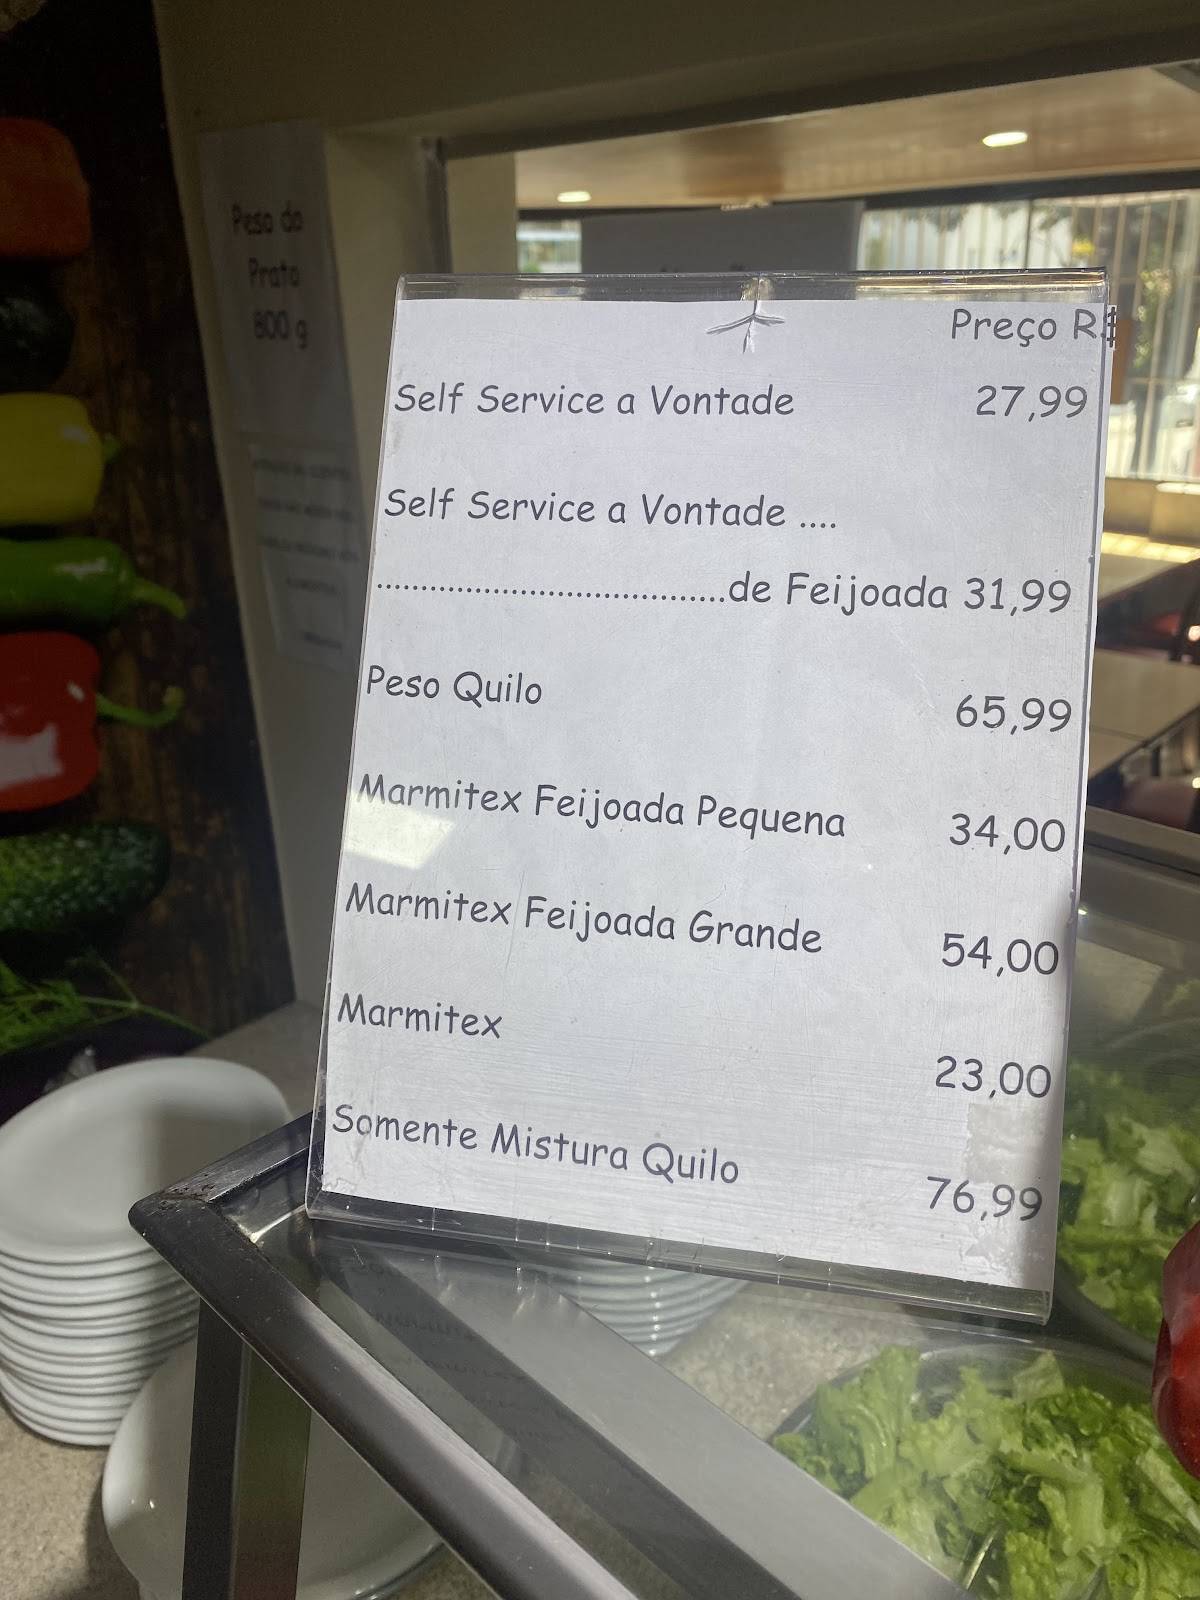 Peso do
Prato
800 g
Preço R$
Self Service a Vontade 27,99
Self Service a Vontade ....
........................................de Feijoada 31,99
Peso Quilo 65,99
Marmitex Feijoada Pequena 34,00
Marmitex Feijoada Grande 54,00
Marmitex 23,00
Somente Mistura Quilo 76,99